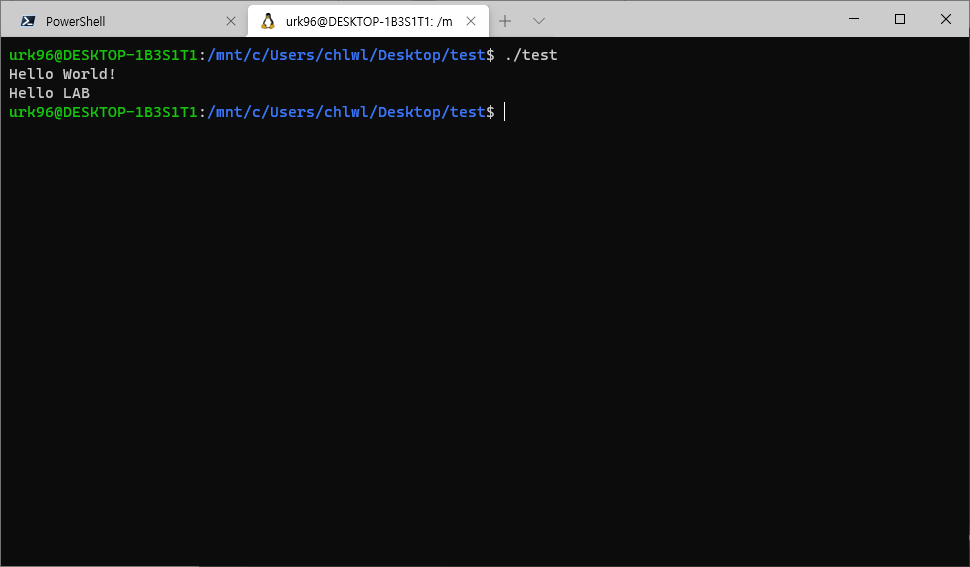 PowerShell
urk96@DESKTOP-1B3S1T1: /m
urk96@DESKTOP-1B3S1T1:/mnt/c/Users/chlwl/Desktop/test$ ./test
Hello World!
Hello LAB
urk96@DESKTOP-1B3S1T1:/mnt/c/Users/chlwl/Desktop/test$